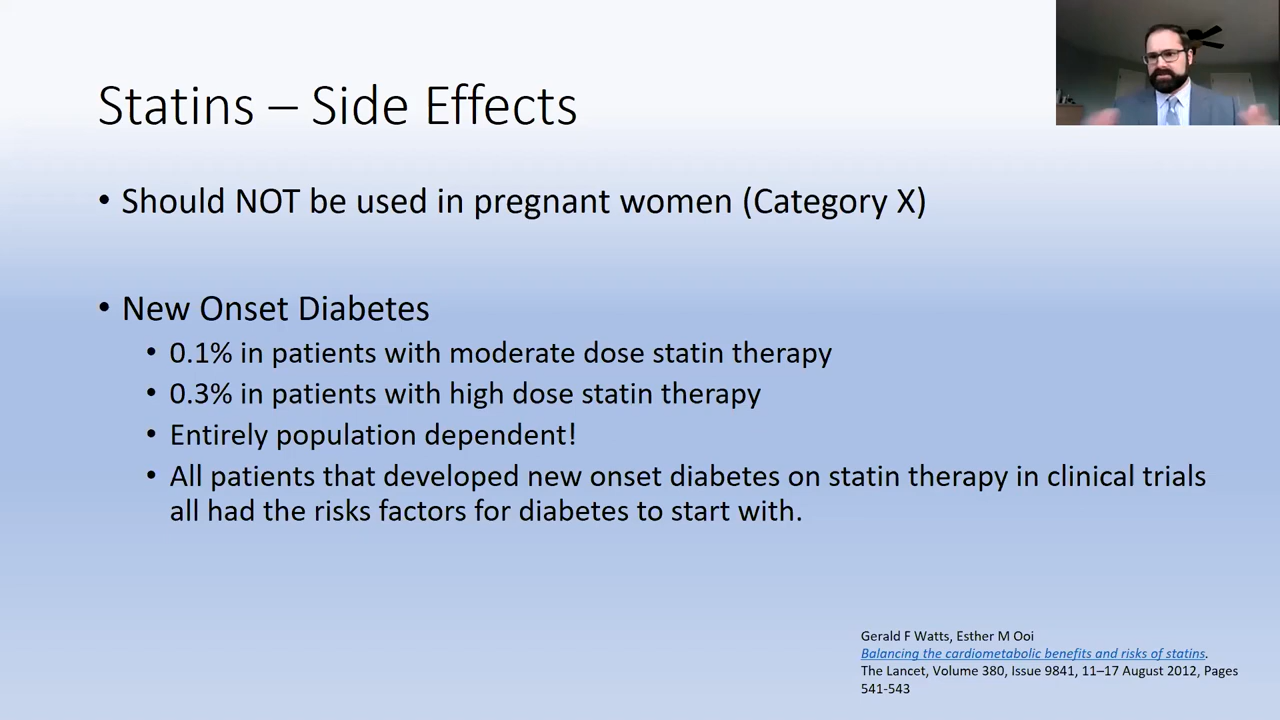 Statins – Side Effects
• Should NOT be used in pregnant women (Category X)
• New Onset Diabetes
• 0.1% in patients with moderate dose statin therapy
• 0.3% in patients with high dose statin therapy
• Entirely population dependent!
• All patients that developed new onset diabetes on statin therapy in clinical trials
all had the risks factors for diabetes to start with.
Gerald F Watts, Esther M Ooi
Balancing the cardiometabolic benefits and risks of statins.
The Lancet, Volume 380, Issue 9841, 11–17 August 2012, Pages
541-543